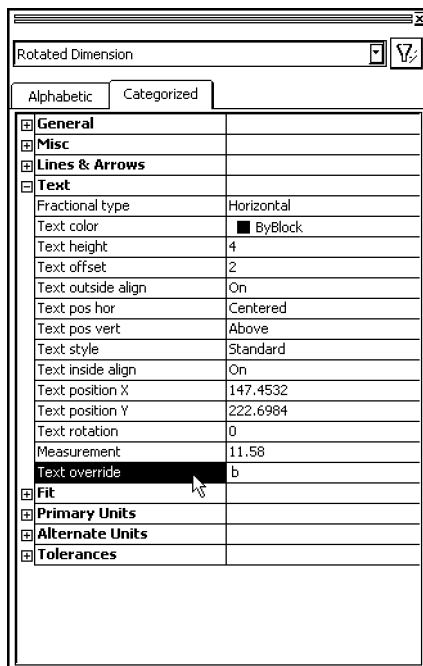 Rotated Dimension
Alphabetic Categorized
General
Misc
Lines & Arrows
Text
Fractional type Horizontal
Text color ByBlock
Text height 4
Text offset 2
Text outside align On
Text pos hor Centered
Text pos vert Above
Text style Standard
Text inside align On
Text position X 147.4532
Text position Y 222.6984
Text rotation 0
Measurement 11.58
Text override b
Fit
Primary Units
Alternate Units
Tolerances